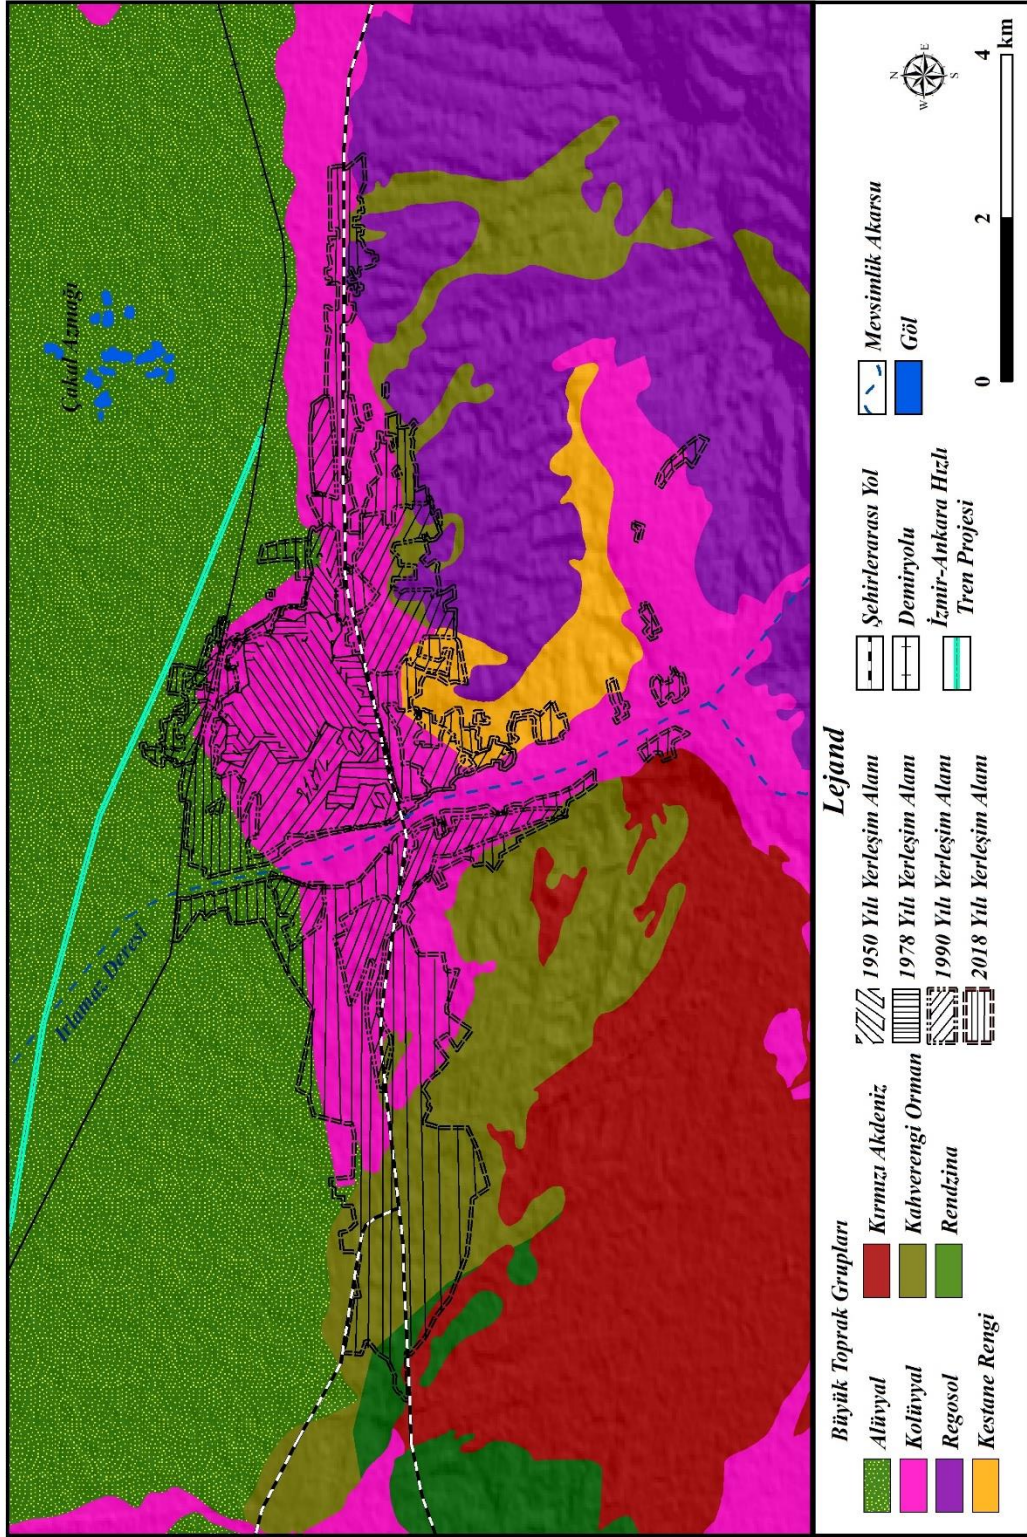 Çakal Azmağı
Irlamaz Deresi
Lejand
Büyük Toprak Grupları
Alüvyal
Kolüvyal
Regosol
Kestane Rengi
Kırmızı Akdeniz
Kahverengi Orman
Rendzina
1950 Yılı Yerleşim Alanı
1978 Yılı Yerleşim Alanı
1990 Yılı Yerleşim Alanı
2018 Yılı Yerleşim Alanı
Şehirlerarası Yol
Demiryolu
İzmir-Ankara Hızlı
Tren Projesi
Mevsimlik Akarsu
Göl
N
W E
S
0 2 4
km